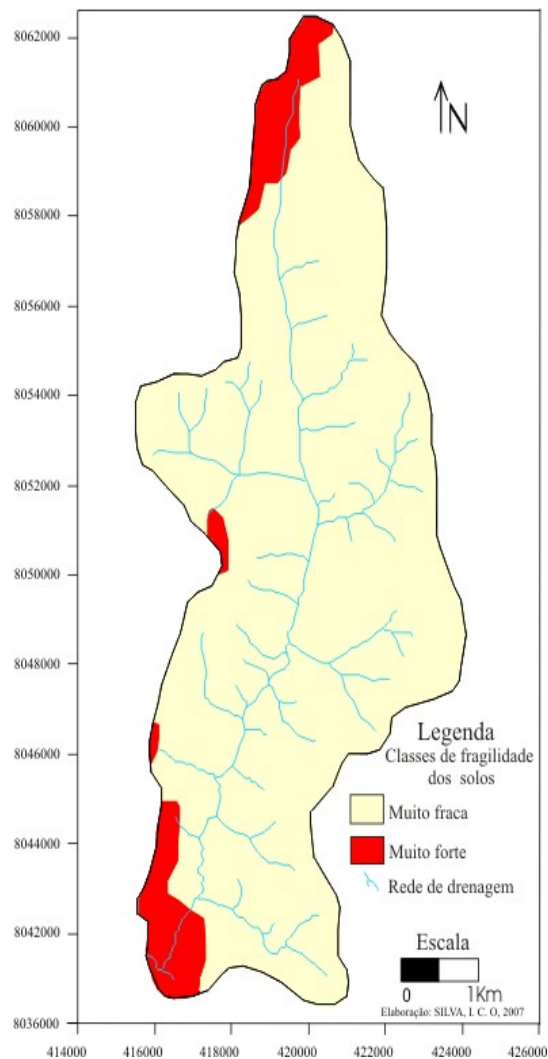 8062000
8060000
8058000
8056000
8054000
8052000
8050000
8048000
8046000
8044000
8042000
8036000
N
Legenda
Classes de fragilidade
dos solos
Muito fraca
Muito forte
Rede de drenagem
Escala
0 1Km
Elaboração: SILVA, I. C. O, 2007
414000 416000 418000 420000 422000 424000 426000